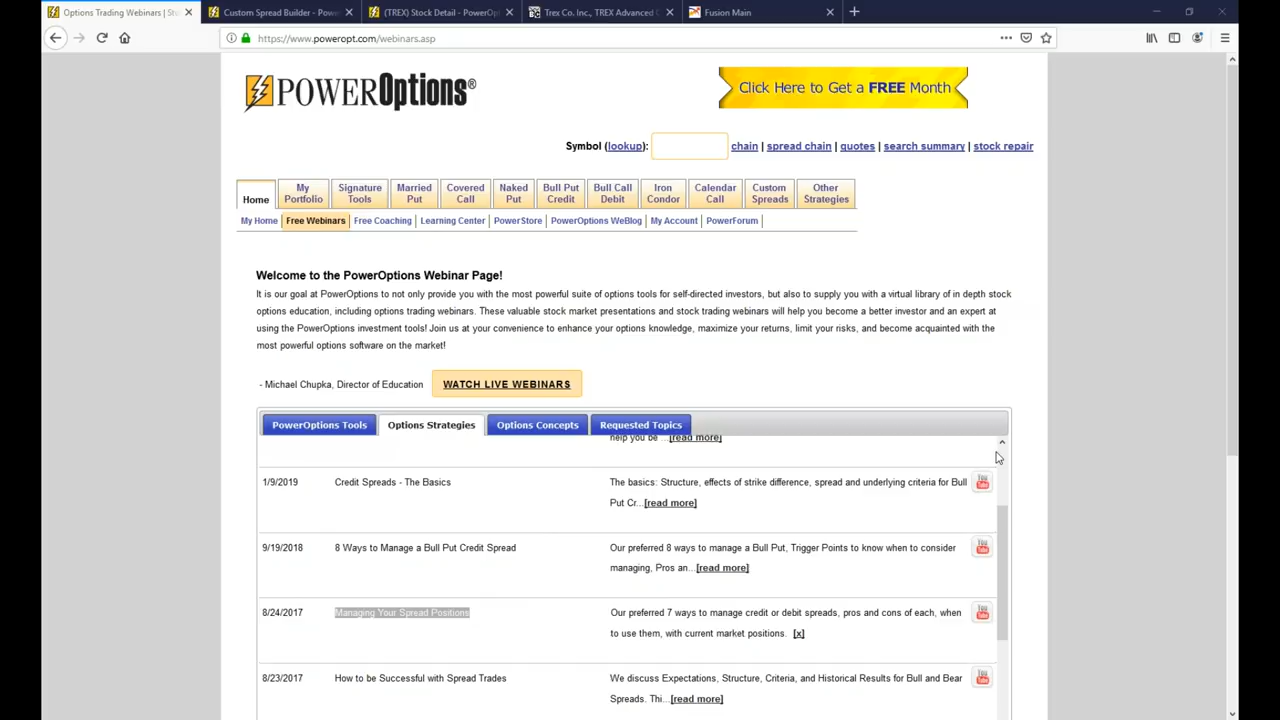 Options Trading Webinars | St
Custom Spread Builder - Powe
(TREX) Stock Detail - PowerOpt
Trex Co. Inc., TREX Advanced C
Fusion Main
https://www.poweropt.com/webinars.asp
POWEROptions®
Click Here to Get a FREE Month
Symbol (lookup): chain | spread chain | quotes | search summary | stock repair
Home
My Portfolio
Signature Tools
Married Put
Covered Call
Naked Put
Bull Put Credit
Bull Call Debit
Iron Condor
Calendar Call
Custom Spreads
Other Strategies
My Home | Free Webinars | Free Coaching | Learning Center | PowerStore | PowerOptions WeBlog | My Account | PowerForum |
Welcome to the PowerOptions Webinar Page!
It is our goal at PowerOptions to not only provide you with the most powerful suite of options tools for self-directed investors, but also to supply you with a virtual library of in depth stock
options education, including options trading webinars. These valuable stock market presentations and stock trading webinars will help you become a better investor and an expert at
using the PowerOptions investment tools! Join us at your convenience to enhance your options knowledge, maximize your returns, limit your risks, and become acquainted with the
most powerful options software on the market!
- Michael Chupka, Director of Education
WATCH LIVE WEBINARS
PowerOptions Tools
Options Strategies
Options Concepts
Requested Topics
help you be ...[read more]
1/9/2019 Credit Spreads - The Basics The basics: Structure, effects of strike difference, spread and underlying criteria for Bull
Put Cr...[read more]
9/19/2018 8 Ways to Manage a Bull Put Credit Spread Our preferred 8 ways to manage a Bull Put, Trigger Points to know when to consider
managing, Pros an...[read more]
8/24/2017 Managing Your Spread Positions Our preferred 7 ways to manage credit or debit spreads, pros and cons of each, when
to use them, with current market positions. [x]
8/23/2017 How to be Successful with Spread Trades We discuss Expectations, Structure, Criteria, and Historical Results for Bull and Bear
Spreads. Thi...[read more]